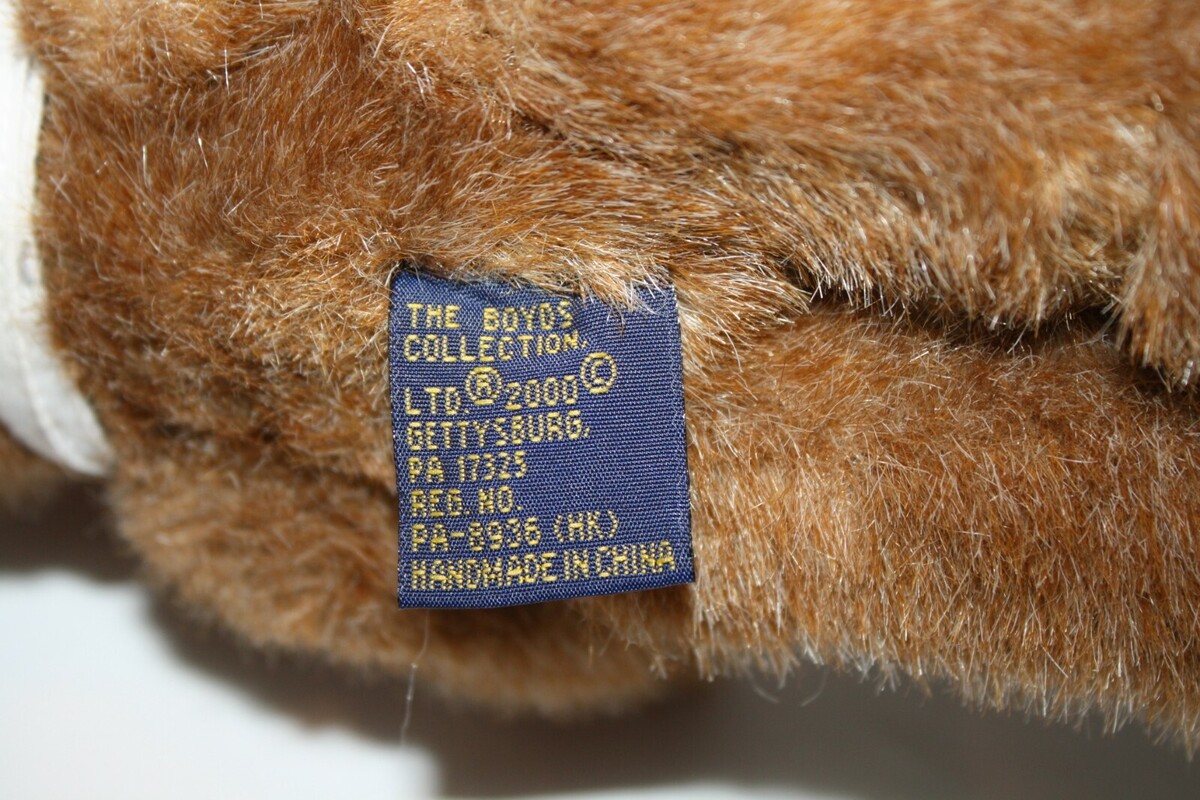 THE BOYDS
COLLECTION,
LTD.® 2000©
GETTYSBURG,
PA 17325
REG. NO.
PA-8936 (HK)
HANDMADE IN CHINA